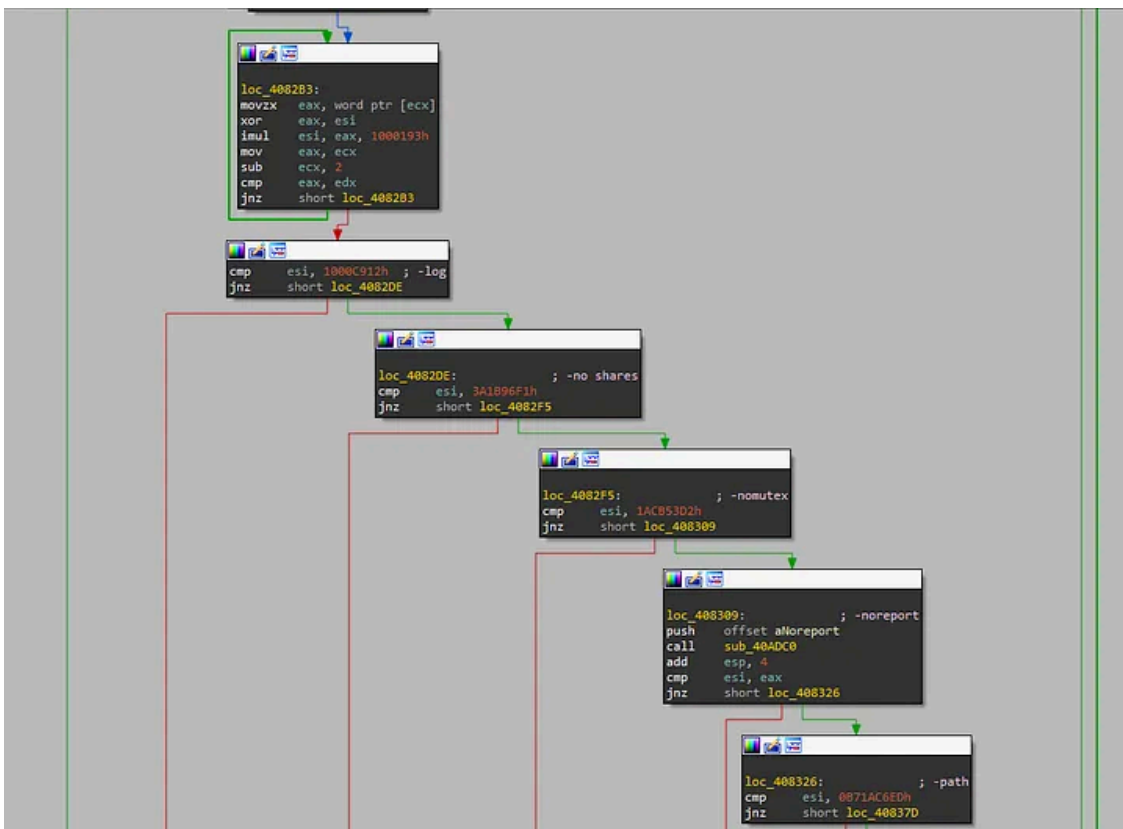 loc_4082B3:
movzx eax, word ptr [ecx]
xor eax, esi
imul esi, eax, 1000193h
mov eax, ecx
sub ecx, 2
cmp eax, edx
jnz short loc_4082B3
cmp esi, 1000C912h ; -log
jnz short loc_4082DE
loc_4082DE: ; -no shares
cmp esi, 3A1B96F1h
jnz short loc_4082F5
loc_4082F5: ; -nomutex
cmp esi, 1ACB53D2h
jnz short loc_408309
loc_408309: ; -noreport
push offset aNoreport
call sub_40ADC0
add esp, 4
cmp esi, eax
jnz short loc_408326
loc_408326: ; -path
cmp esi, 0B71AC6EDh
jnz short loc_40837D